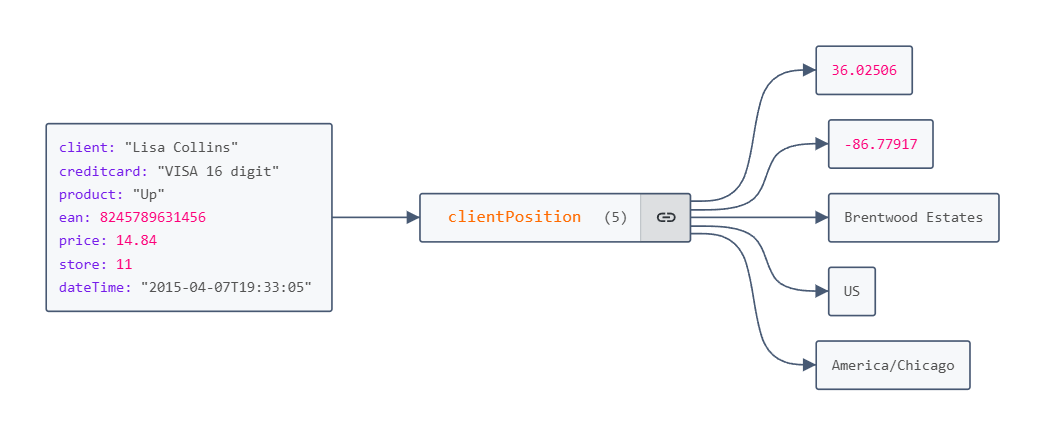 client: "Lisa Collins"
creditcard: "VISA 16 digit"
product: "Up"
ean: 8245789631456
price: 14.84
store: 11
dateTime: "2015-04-07T19:33:05"
clientPosition (5)
36.02506
-86.77917
Brentwood Estates
US
America/Chicago